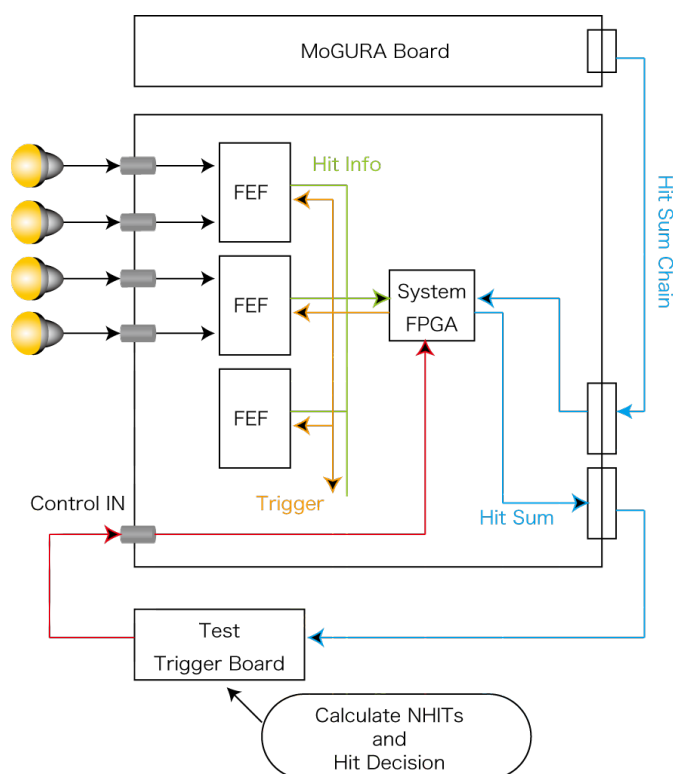 MoGURA Board
Hit Sum Chain
FEF
Hit Info
FEF
System
FPGA
FEF
Control IN
Trigger
Hit Sum
Test
Trigger Board
Calculate NHITs
and
Hit Decision